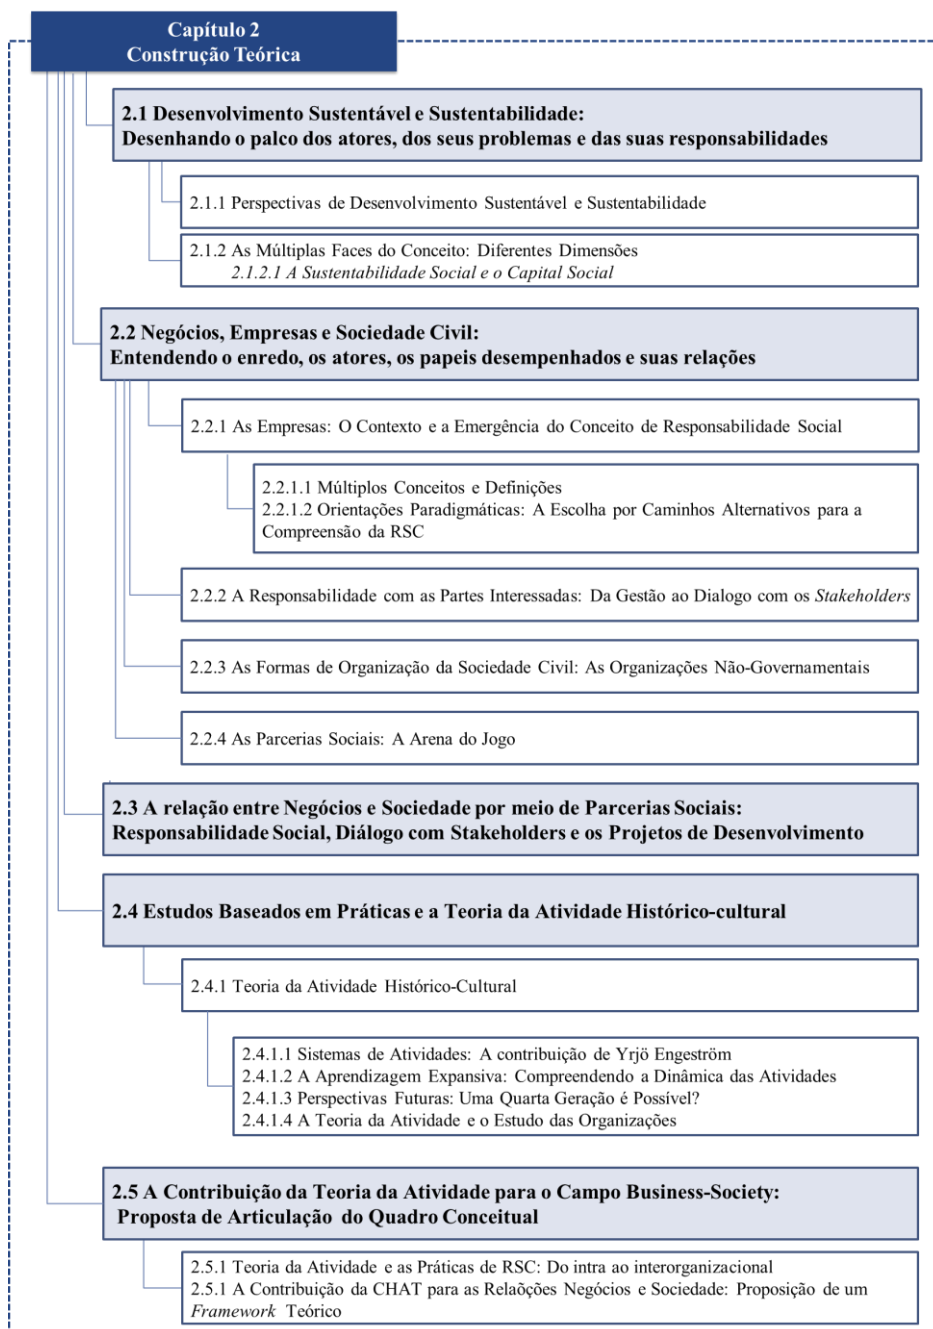 Capítulo 2
Construção Teórica
2.1 Desenvolvimento Sustentável e Sustentabilidade:
Desenhando o palco dos atores, dos seus problemas e das suas responsabilidades
2.1.1 Perspectivas de Desenvolvimento Sustentável e Sustentabilidade
2.1.2 As Múltiplas Faces do Conceito: Diferentes Dimensões
2.1.2.1 A Sustentabilidade Social e o Capital Social
2.2 Negócios, Empresas e Sociedade Civil:
Entendendo o enredo, os atores, os papeis desempenhados e suas relações
2.2.1 As Empresas: O Contexto e a Emergência do Conceito de Responsabilidade Social
2.2.1.1 Múltiplos Conceitos e Definições
2.2.1.2 Orientações Paradigmáticas: A Escolha por Caminhos Alternativos para a
Compreensão da RSC
2.2.2 A Responsabilidade com as Partes Interessadas: Da Gestão ao Dialogo com os Stakeholders
2.2.3 As Formas de Organização da Sociedade Civil: As Organizações Não-Governamentais
2.2.4 As Parcerias Sociais: A Arena do Jogo
2.3 A relação entre Negócios e Sociedade por meio de Parcerias Sociais:
Responsabilidade Social, Diálogo com Stakeholders e os Projetos de Desenvolvimento
2.4 Estudos Baseados em Práticas e a Teoria da Atividade Histórico-cultural
2.4.1 Teoria da Atividade Histórico-Cultural
2.4.1.1 Sistemas de Atividades: A contribuição de Yrjö Engeström
2.4.1.2 A Aprendizagem Expansiva: Compreendendo a Dinâmica das Atividades
2.4.1.3 Perspectivas Futuras: Uma Quarta Geração é Possível?
2.4.1.4 A Teoria da Atividade e o Estudo das Organizações
2.5 A Contribuição da Teoria da Atividade para o Campo Business-Society:
Proposta de Articulação do Quadro Conceitual
2.5.1 Teoria da Atividade e as Práticas de RSC: Do intra ao interorganizacional
2.5.1 A Contribuição da CHAT para as Relaõções Negócios e Sociedade: Proposição de um
Framework Teórico